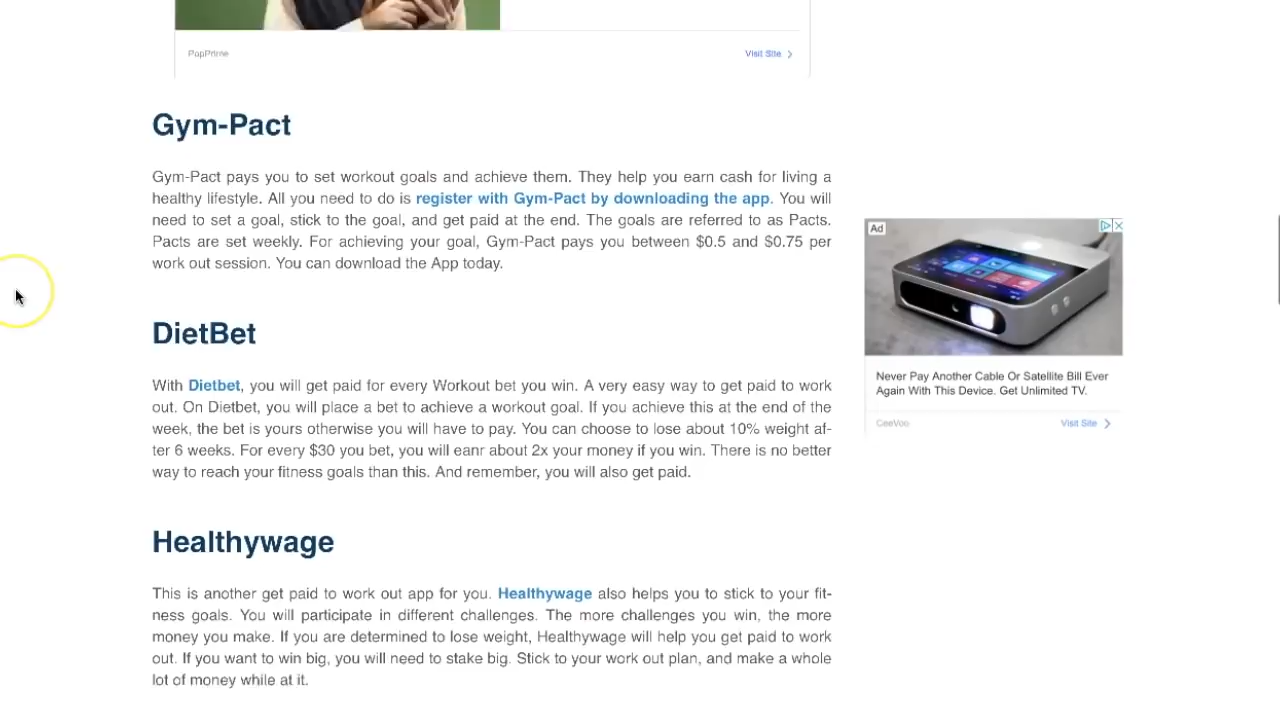 PopPrime
Visit Site
Gym-Pact
Gym-Pact pays you to set workout goals and achieve them. They help you earn cash for living a
healthy lifestyle. All you need to do is register with Gym-Pact by downloading the app. You will
need to set a goal, stick to the goal, and get paid at the end. The goals are referred to as Pacts.
Pacts are set weekly. For achieving your goal, Gym-Pact pays you between $0.5 and $0.75 per
work out session. You can download the App today.
Ad
DietBet
With Dietbet, you will get paid for every Workout bet you win. A very easy way to get paid to work
out. On Dietbet, you will place a bet to achieve a workout goal. If you achieve this at the end of the
week, the bet is yours otherwise you will have to pay. You can choose to lose about 10% weight af-
ter 6 weeks. For every $30 you bet, you will eanr about 2x your money if you win. There is no better
way to reach your fitness goals than this. And remember, you will also get paid.
Never Pay Another Cable Or Satellite Bill Ever
Again With This Device. Get Unlimited TV.
CeeVoo
Visit Site
Healthywage
This is another get paid to work out app for you. Healthywage also helps you to stick to your fit-
ness goals. You will participate in different challenges. The more challenges you win, the more
money you make. If you are determined to lose weight, Healthywage will help you get paid to work
out. If you want to win big, you will need to stake big. Stick to your work out plan, and make a whole
lot of money while at it.